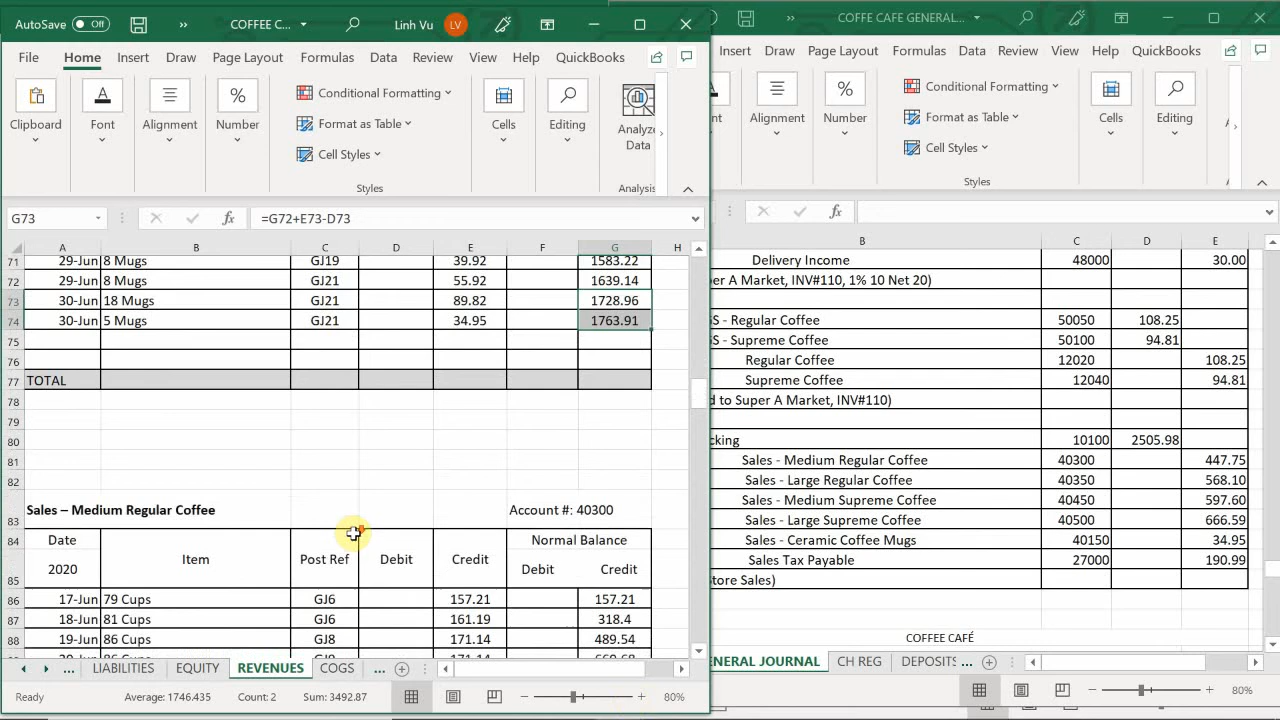 AutoSave Off » COFFEE C... Linh Vu LV
File Home Insert Draw Page Layout Formulas Data Review View Help QuickBooks
Clipboard Font Alignment Number
Conditional Formatting
Format as Table
Cell Styles
Styles
Cells Editing Analyze Data
Analysis
G73 fx =G72+E73-D73
A B C D E F G H
71 29-Jun 8 Mugs GJ19 39.92 1583.22
72 29-Jun 8 Mugs GJ21 55.92 1639.14
73 30-Jun 18 Mugs GJ21 89.82 1728.96
74 30-Jun 5 Mugs GJ21 34.95 1763.91
75
76
77 TOTAL
78
79
80
81
82
83 Sales – Medium Regular Coffee Account #: 40300
84 Date Item Post Ref Debit Credit Normal Balance
85 2020 Debit Credit
86 17-Jun 79 Cups GJ6 157.21 157.21
87 18-Jun 81 Cups GJ6 161.19 318.4
88 19-Jun 86 Cups GJ8 171.14 489.54
... LIABILITIES EQUITY REVENUES COGS ...
Ready Average: 1746.435 Count: 2 Sum: 3492.87 80%
» COFFE CAFE GENERAL...
Insert Draw Page Layout Formulas Data Review View Help QuickBooks
Alignment Number
Conditional Formatting
Format as Table
Cell Styles
Styles
Cells Editing
fx
B C D E
Delivery Income 48000 30.00
er A Market, INV#110, 1% 10 Net 20)
GS - Regular Coffee 50050 108.25
GS - Supreme Coffee 50100 94.81
Regular Coffee 12020 108.25
Supreme Coffee 12040 94.81
d to Super A Market, INV#110)
cking 10100 2505.98
Sales - Medium Regular Coffee 40300 447.75
Sales - Large Regular Coffee 40350 568.10
Sales - Medium Supreme Coffee 40450 597.60
Sales - Large Supreme Coffee 40500 666.59
Sales - Ceramic Coffee Mugs 40150 34.95
Sales Tax Payable 27000 190.99
tore Sales)
COFFEE CAFÉ
GENERAL JOURNAL CH REG DEPOSITS ...
80%